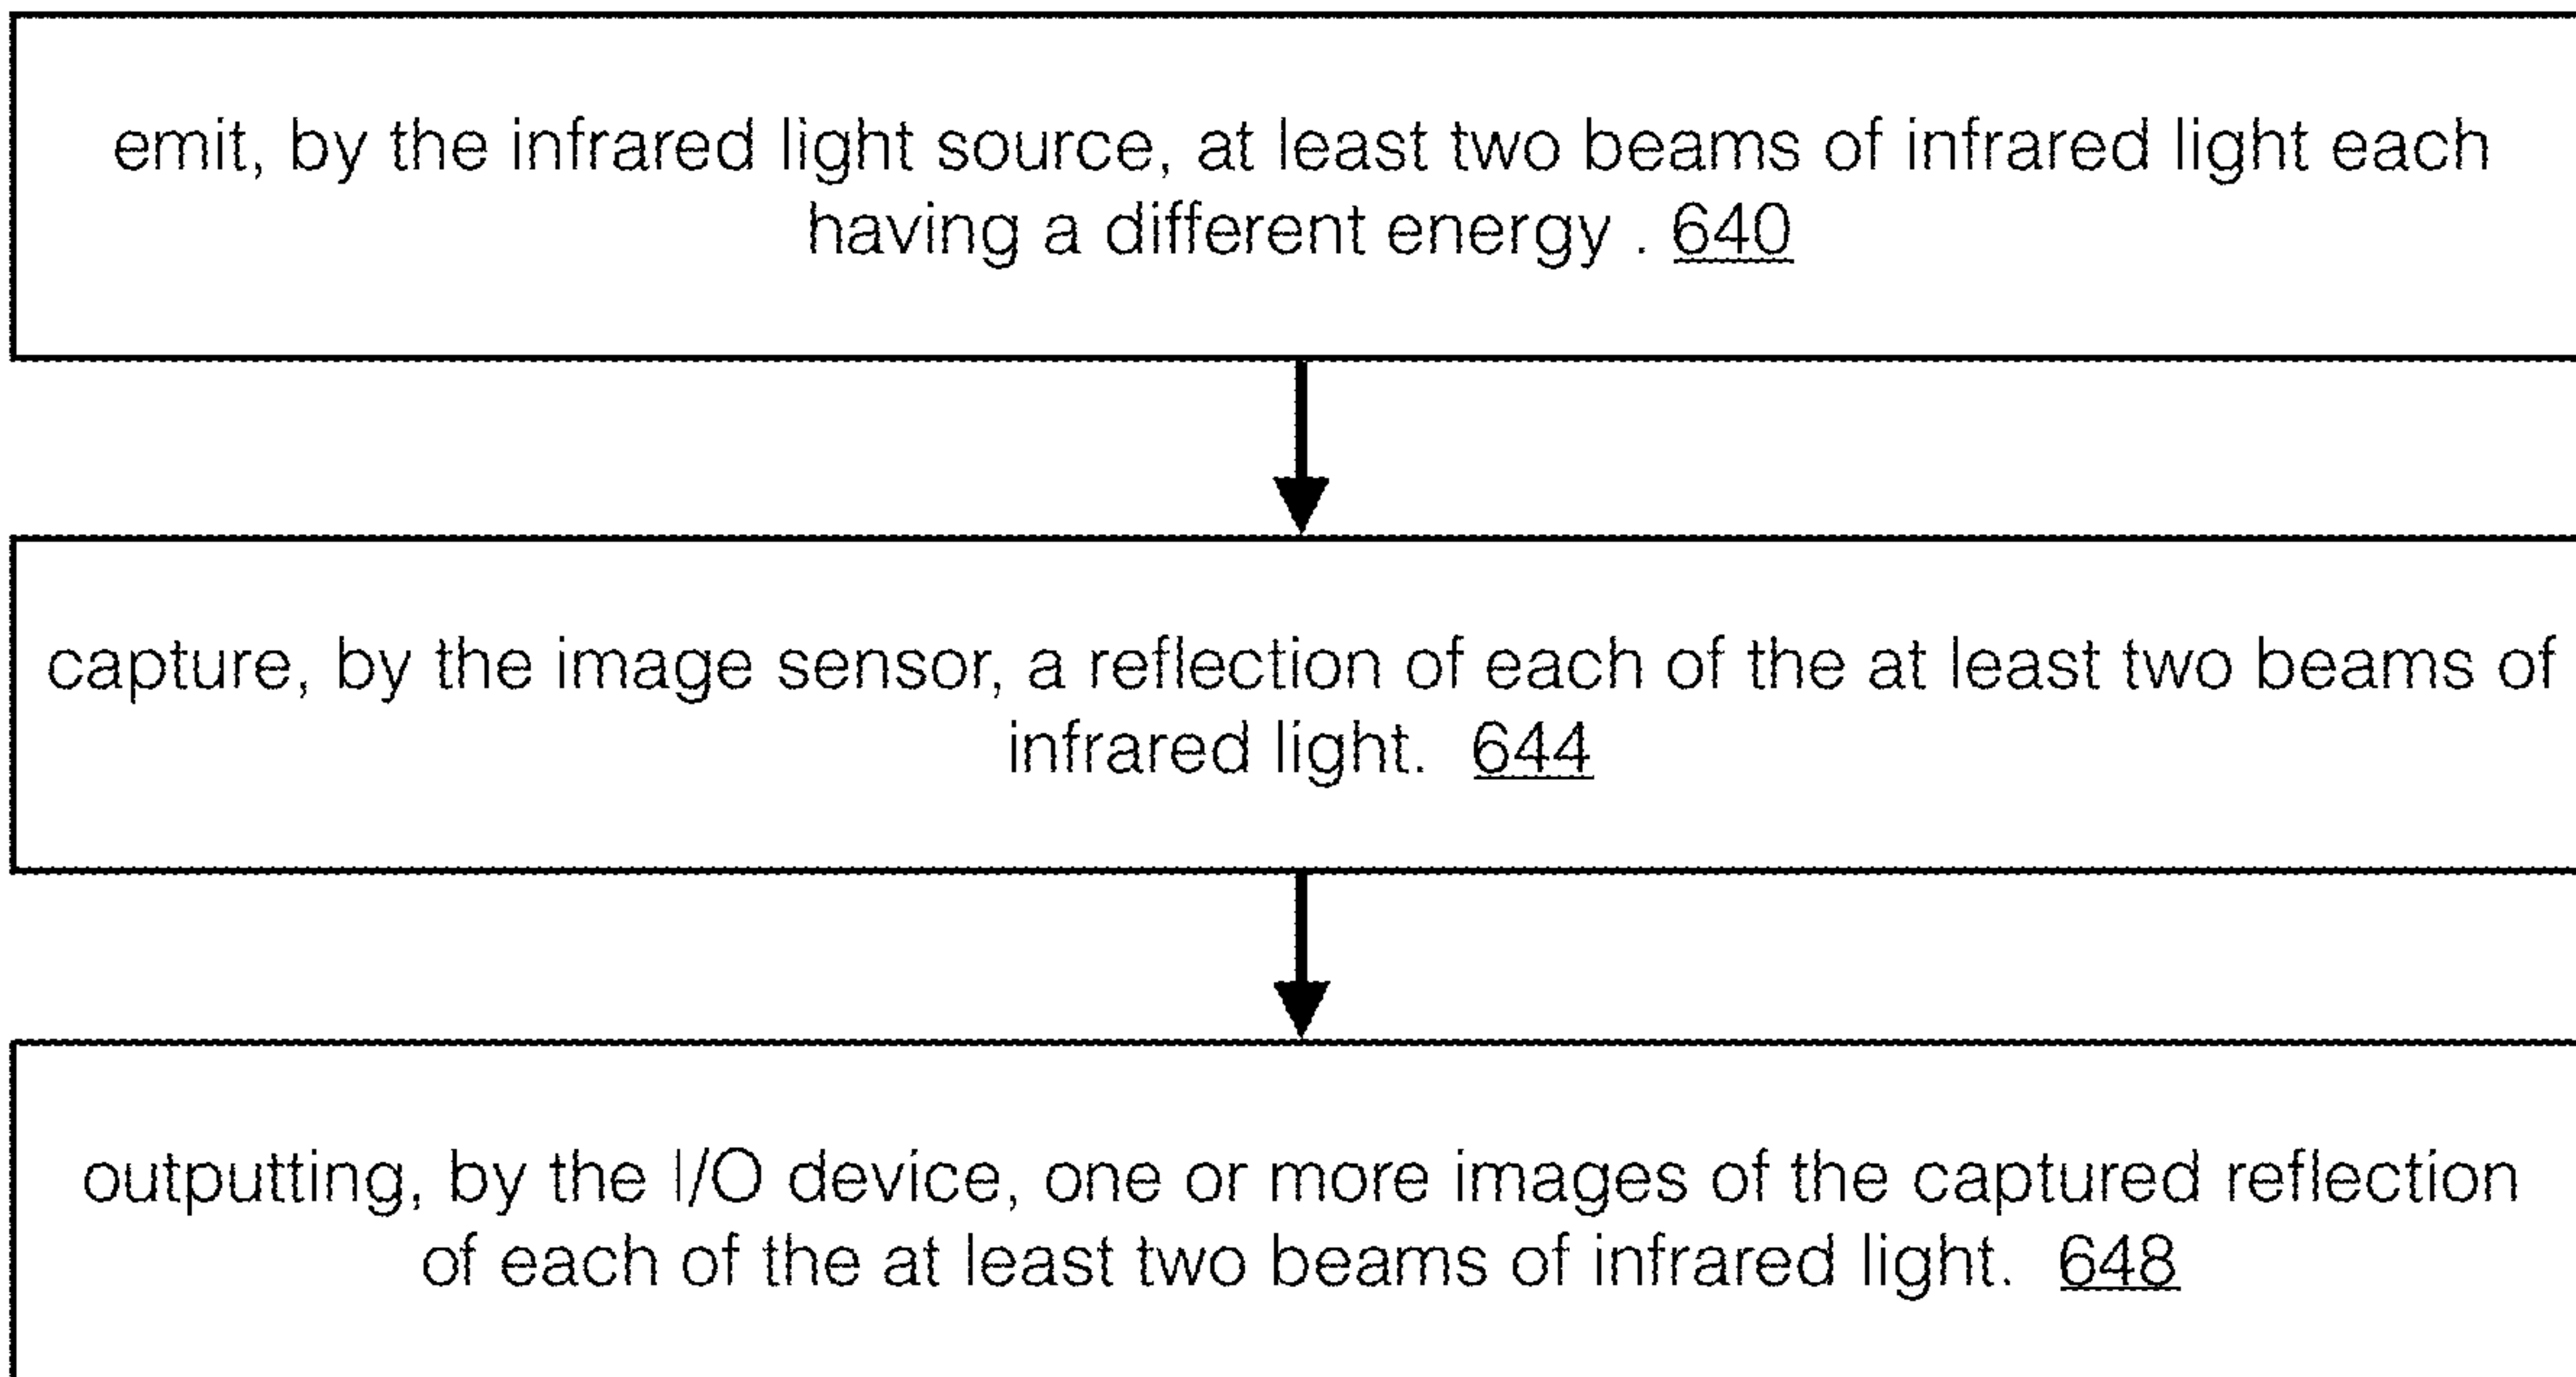 emit, by the infrared light source, at least two beams of infrared light each
having a different energy . 640
capture, by the image sensor, a reflection of each of the at least two beams of
infrared light. 644
outputting, by the I/O device, one or more images of the captured reflection
of each of the at least two beams of infrared light. 648